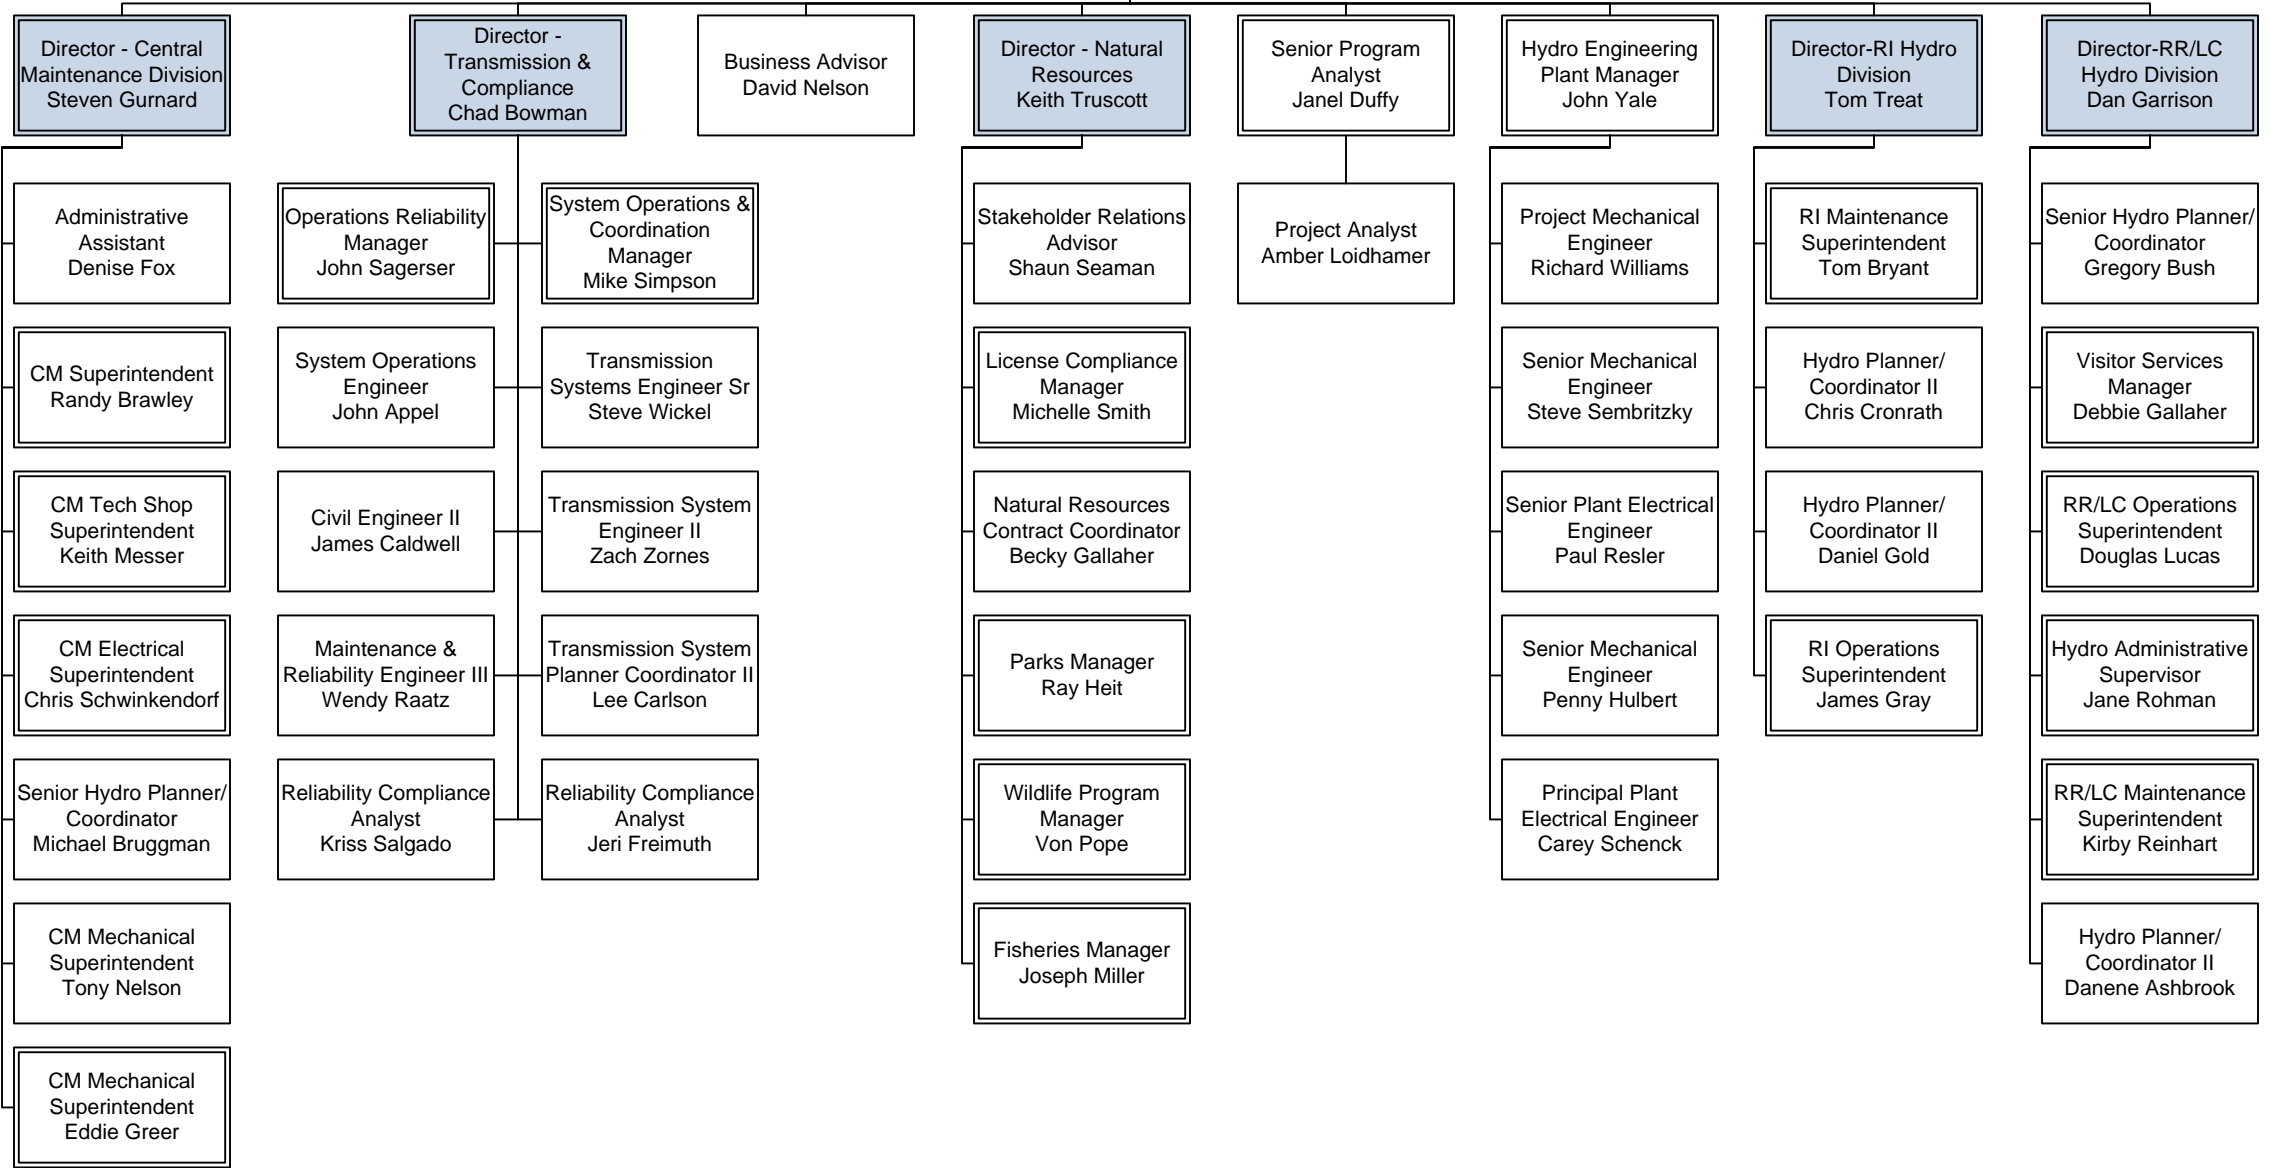 Director - Central
Maintenance Division
Steven Gurnard
Director -
Transmission &
Compliance
Chad Bowman
Business Advisor
David Nelson
Director - Natural
Resources
Keith Truscott
Senior Program
Analyst
Janel Duffy
Hydro Engineering
Plant Manager
John Yale
Director-RI Hydro
Division
Tom Treat
Director-RR/LC
Hydro Division
Dan Garrison
Administrative
Assistant
Denise Fox
Operations Reliability
Manager
John Sagerser
System Operations &
Coordination
Manager
Mike Simpson
Stakeholder Relations
Advisor
Shaun Seaman
Project Analyst
Amber Loidhamer
Project Mechanical
Engineer
Richard Williams
RI Maintenance
Superintendent
Tom Bryant
Senior Hydro Planner/
Coordinator
Gregory Bush
CM Superintendent
Randy Brawley
System Operations
Engineer
John Appel
Transmission
Systems Engineer Sr
Steve Wickel
License Compliance
Manager
Michelle Smith
Senior Mechanical
Engineer
Steve Sembritzky
Hydro Planner/
Coordinator II
Chris Cronrath
Visitor Services
Manager
Debbie Gallaher
CM Tech Shop
Superintendent
Keith Messer
Civil Engineer II
James Caldwell
Transmission System
Engineer II
Zach Zornes
Natural Resources
Contract Coordinator
Becky Gallaher
Senior Plant Electrical
Engineer
Paul Resler
Hydro Planner/
Coordinator II
Daniel Gold
RR/LC Operations
Superintendent
Douglas Lucas
CM Electrical
Superintendent
Chris Schwinkendorf
Maintenance &
Reliability Engineer III
Wendy Raatz
Transmission System
Planner Coordinator II
Lee Carlson
Parks Manager
Ray Heit
Senior Mechanical
Engineer
Penny Hulbert
RI Operations
Superintendent
James Gray
Hydro Administrative
Supervisor
Jane Rohman
Senior Hydro Planner/
Coordinator
Michael Bruggman
Reliability Compliance
Analyst
Kriss Salgado
Reliability Compliance
Analyst
Jeri Freimuth
Wildlife Program
Manager
Von Pope
Principal Plant
Electrical Engineer
Carey Schenck
RR/LC Maintenance
Superintendent
Kirby Reinhart
CM Mechanical
Superintendent
Tony Nelson
Fisheries Manager
Joseph Miller
Hydro Planner/
Coordinator II
Danene Ashbrook
CM Mechanical
Superintendent
Eddie Greer